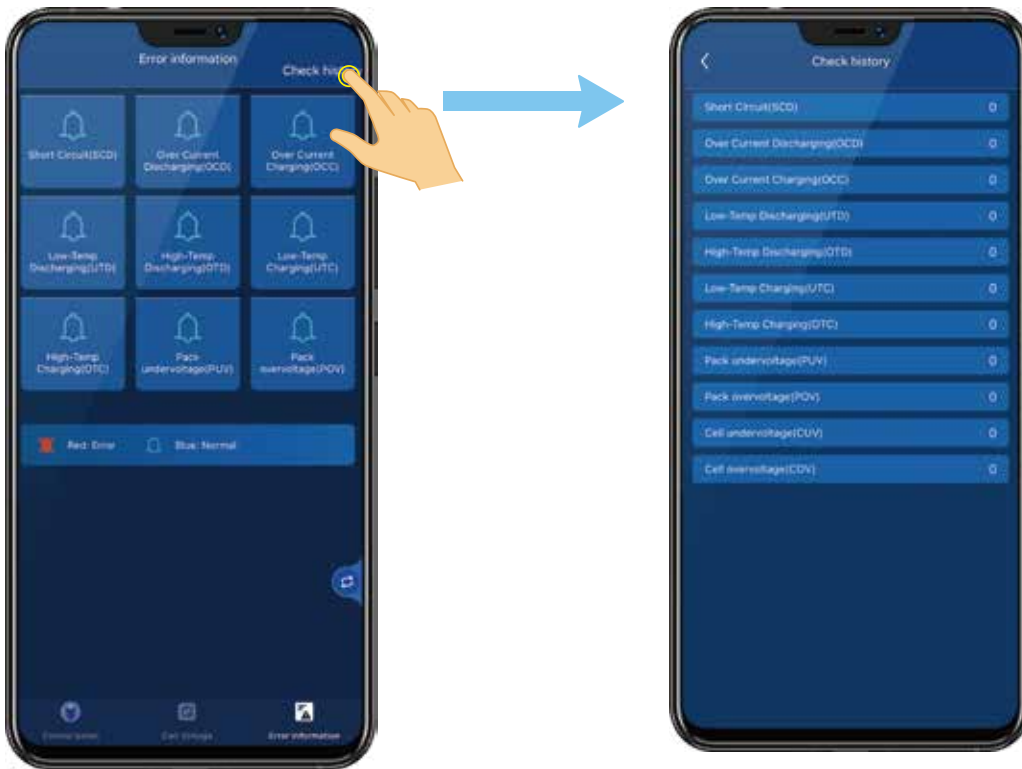 Error information
Check his
Short Circuit(SCD)
Over Current
Discharging(OCD)
Over Current
Charging(OCC)
Low-Temp
Discharging(UTD)
High-Temp
Discharging(OTD)
Low-Temp
Charging(UTC)
High-Temp
Charging(OTC)
Pack
undervoltage(PUV)
Pack
overvoltage(POV)
Red: Error
Blue: Normal
Control panel
Cell Voltage
Error information
Check history
Short Circuit(SCD) 0
Over Current Discharging(OCD) 0
Over Current Charging(OCC) 0
Low-Temp Discharging(UTD) 0
High-Temp Discharging(OTD) 0
Low-Temp Charging(UTC) 0
High-Temp Charging(OTC) 0
Pack undervoltage(PUV) 0
Pack overvoltage(POV) 0
Cell undervoltage(CUV) 0
Cell overvoltage(COV) 0